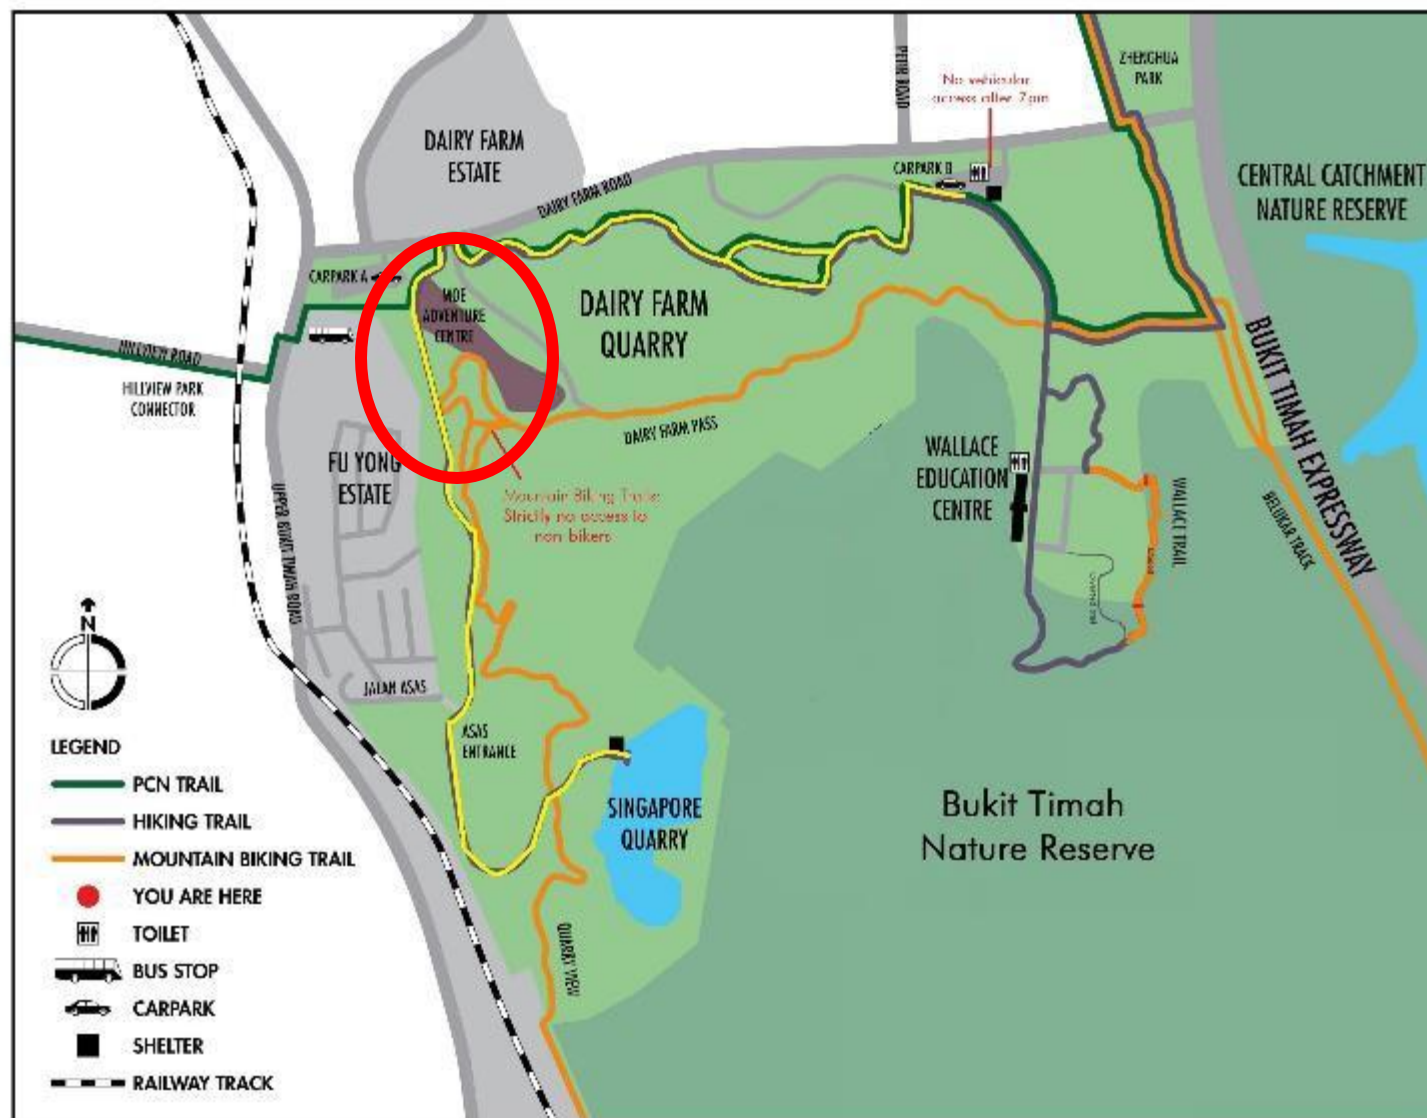 ZHENGHUA
PARK
PETIR ROAD
No vehicular
access after 7pm
DAIRY FARM
ESTATE
CARPARK B
CENTRAL CATCHMENT
NATURE RESERVE
DAIRY FARM ROAD
CARPARK A
MOE
ADVENTURE
CENTRE
DAIRY FARM
QUARRY
HILLVIEW ROAD
HILLVIEW PARK
CONNECTOR
BUKIT TIMAH EXPRESSWAY
DAIRY FARM PASS
WALLACE
EDUCATION
CENTRE
FU YONG
ESTATE
UPPER BUKIT TIMAH ROAD
Mountain Biking Trails:
Strictly no access to
non bikers
WALLACE TRAIL
BELUKAR TRACK
N
JALAN ASAS
ASAS
ENTRANCE
SINGAPORE
QUARRY
Bukit Timah
Nature Reserve
QUARRY VIEW
LEGEND
PCN TRAIL
HIKING TRAIL
MOUNTAIN BIKING TRAIL
YOU ARE HERE
TOILET
BUS STOP
CARPARK
SHELTER
RAILWAY TRACK